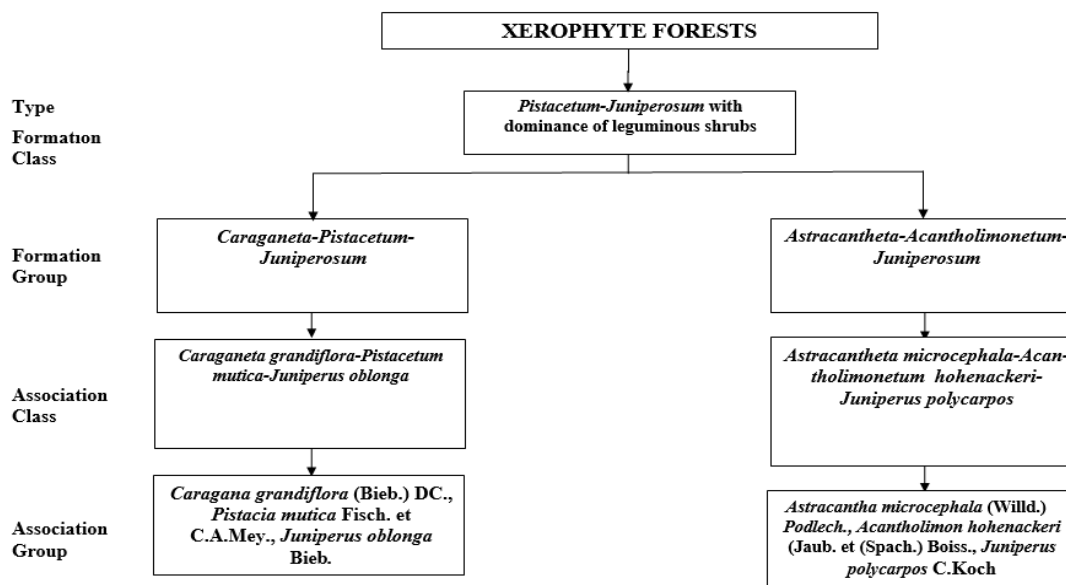 XEROPHYTE FORESTS
Type
Formation
Class
Pistacetum-Juniperosum with
dominance of leguminous shrubs
Formation
Group
Caraganeta-Pistacetum-
Juniperosum
Astracantheta-Acantholimonetum-
Juniperosum
Association
Class
Caraganeta grandiflora-Pistacetum
mutica-Juniperus oblonga
Astracantheta microcephala-Acan-
tholimonetum hohenackeri-
Juniperus polycarpos
Association
Group
Caragana grandiflora (Bieb.) DC.,
Pistacia mutica Fisch. et
C.A.Mey., Juniperus oblonga
Bieb.
Astracantha microcephala (Willd.)
Podlech., Acantholimon hohenackeri
(Jaub. et (Spach.) Boiss., Juniperus
polycarpos C.Koch